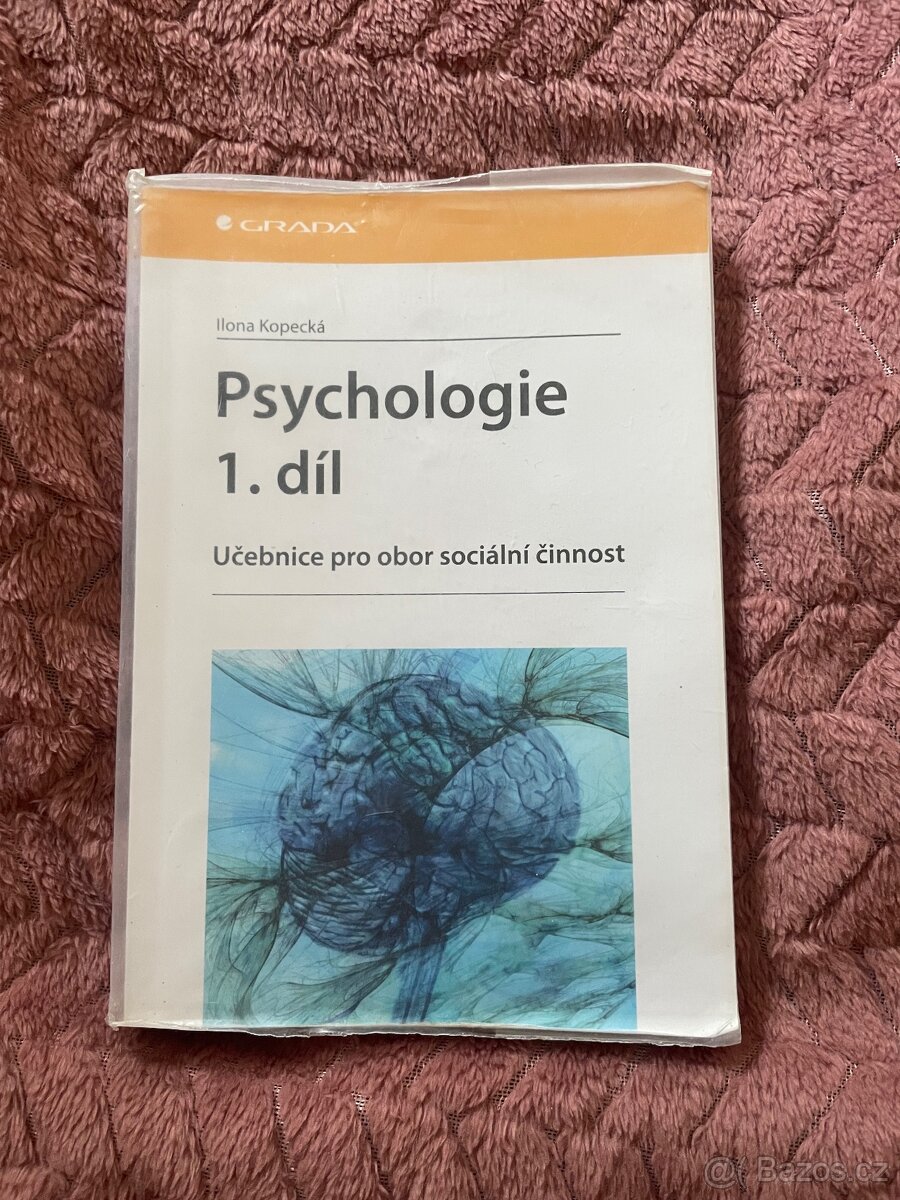 GRADA
Ilona Kopecká
Psychologie
1. díl
Učebnice pro obor sociální činnost
Bazos.cz